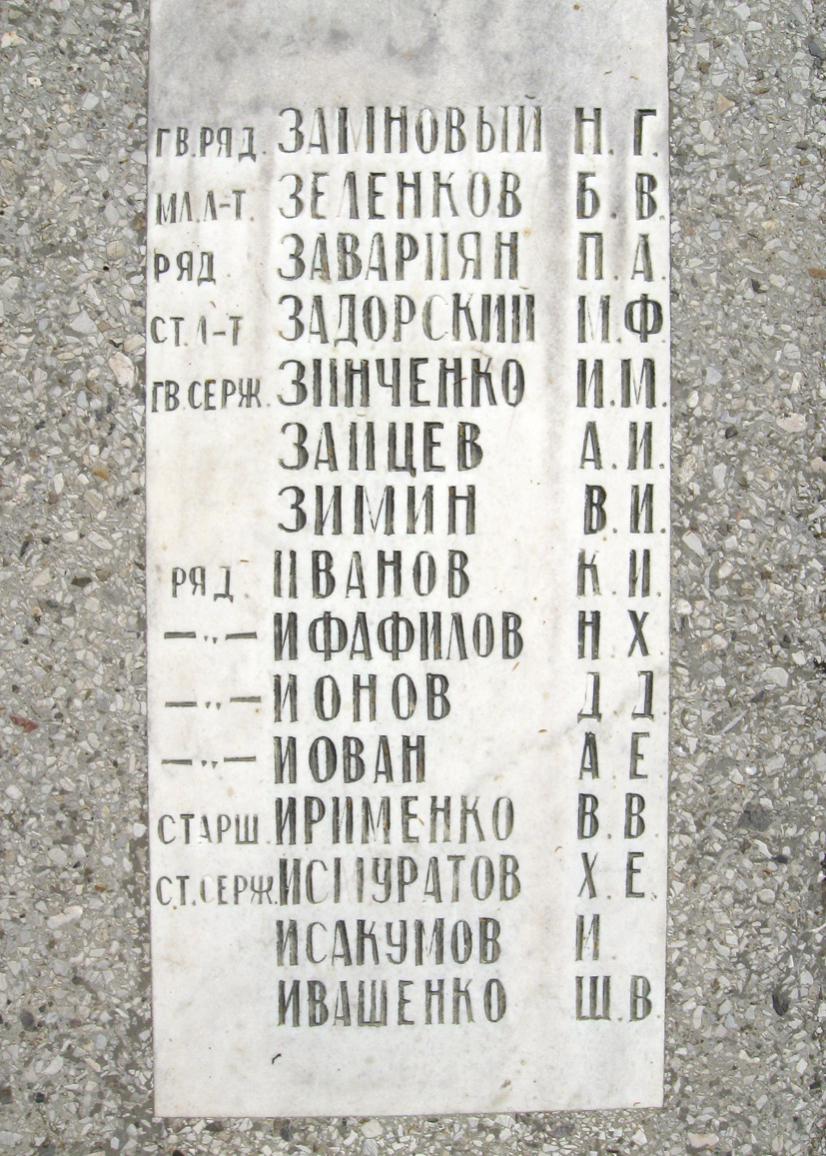 ГВ.РЯД. ЗАМНОВЫЙ Н.Г.
МЛ.Л-Т. ЗЕЛЕНКОВ Б.В.
РЯД. ЗАВАРИЯН П.А.
СТ.Л-Т ЗАДОРСКИЙ М.Ф.
ГВ.СЕРЖ. ЗИНЧЕНКО И.М.
ЗАЙЦЕВ А.И.
ЗИМИН В.И.
РЯД. ИВАНОВ К.И.
—„— ИФАФИЛОВ Н.Х.
—„— ИОНОВ Д.Д.
—„— ИОВАН А.Е.
СТАРШ. ИРИМЕНКО В.В.
СТ.СЕРЖ. ИСМУРАТОВ Х.Е.
ИСАКУМОВ И.
ИВАШЕНКО Ш.В.